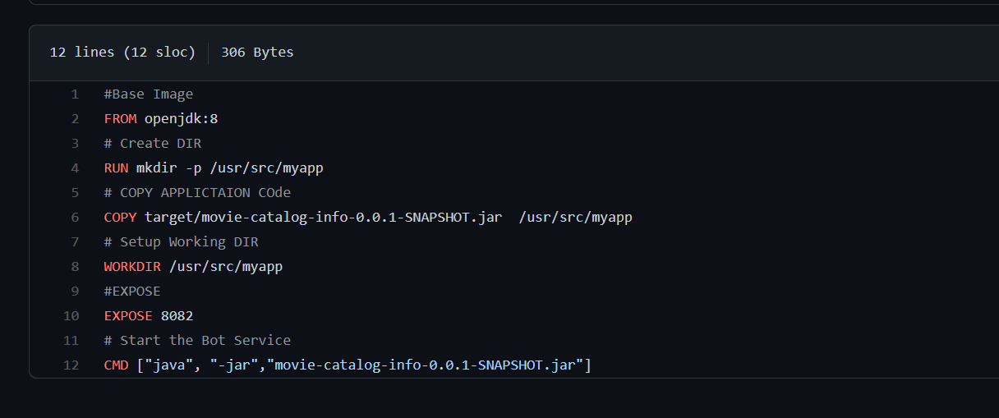 12 lines (12 sloc) 306 Bytes
1 #Base Image
2 FROM openjdk:8
3 # Create DIR
4 RUN mkdir -p /usr/src/myapp
5 # COPY APPLICTAION COde
6 COPY target/movie-catalog-info-0.0.1-SNAPSHOT.jar  /usr/src/myapp
7 # Setup Working DIR
8 WORKDIR /usr/src/myapp
9 #EXPOSE
10 EXPOSE 8082
11 # Start the Bot Service
12 CMD ["java", "-jar","movie-catalog-info-0.0.1-SNAPSHOT.jar"]